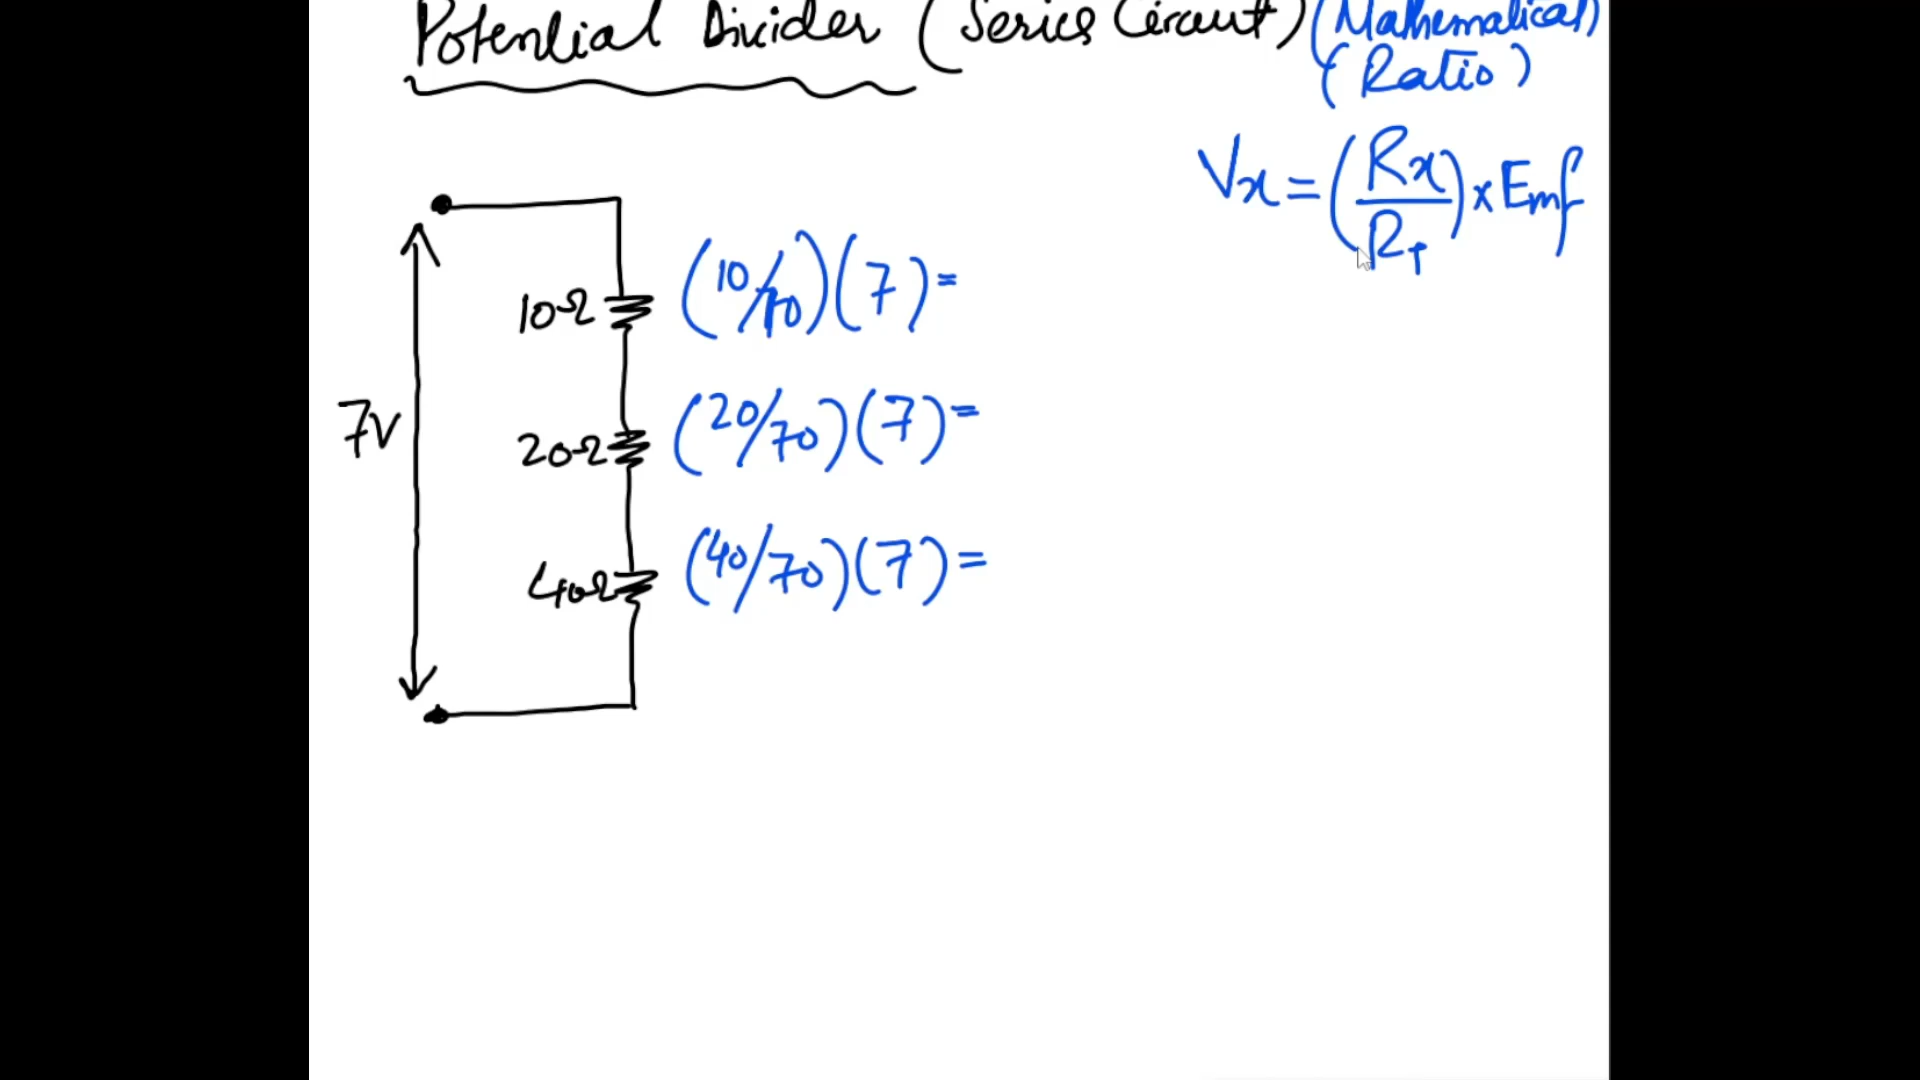 Potential Divider (Series Circuit) (Mathematical)
(Ratio)
Vx = (Rx/RT) x Emf
10Ω (10/70)(7) =
7V
20Ω (20/70)(7) =
40Ω (40/70)(7) =